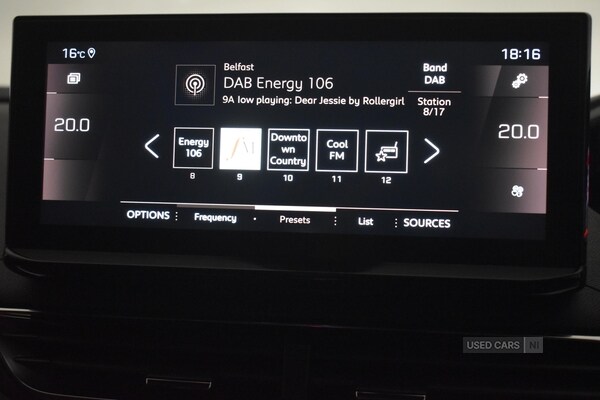 16°C
18:16
Belfast
DAB Energy 106
9A Iow playing: Dear Jessie by Rollergirl
Band
DAB
Station
8/17
20.0
20.0
Energy
106
Downto
wn
Country
Cool
FM
8
9
10
11
12
OPTIONS
Frequency
Presets
List
SOURCES
USED CARS NI